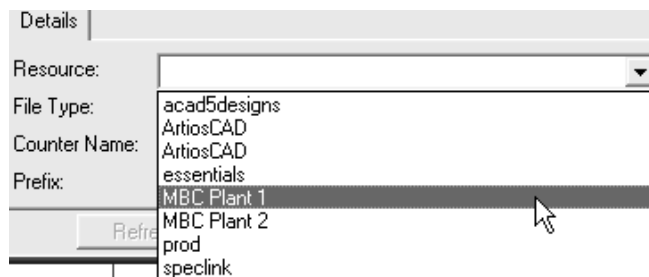 Details
Resource:
File Type:
Counter Name:
Prefix:
acad5designs
ArtiosCAD
ArtiosCAD
essentials
MBC Plant 1
MBC Plant 2
prod
speclink
Refre